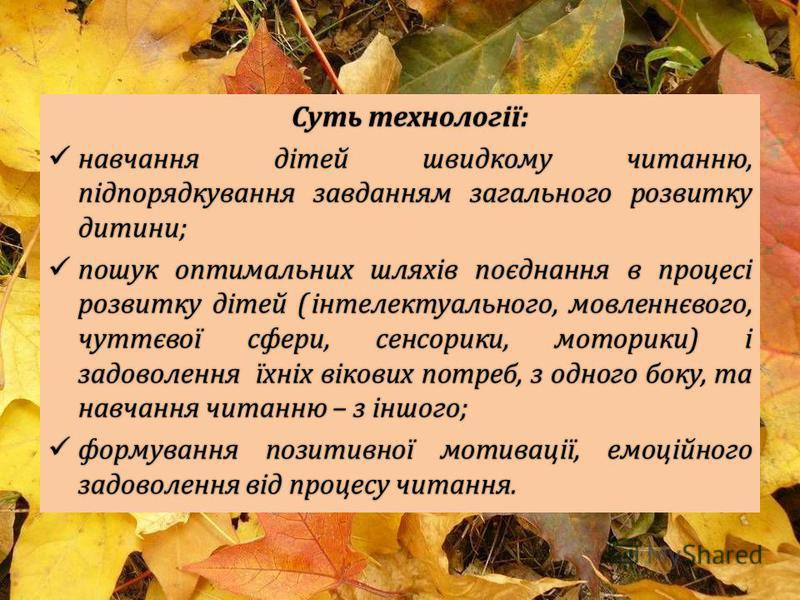 Суть технології:
✓ навчання дітей швидкому читанню,
підпорядкування завданням загального розвитку
дитини;
✓ пошук оптимальних шляхів поєднання в процесі
розвитку дітей (інтелектуального, мовленнєвого,
чуттєвої сфери, сенсорики, моторики) і
задоволення їхніх вікових потреб, з одного боку, та
навчання читанню – з іншого;
✓ формування позитивної мотивації, емоційного
задоволення від процесу читання.
MyShared